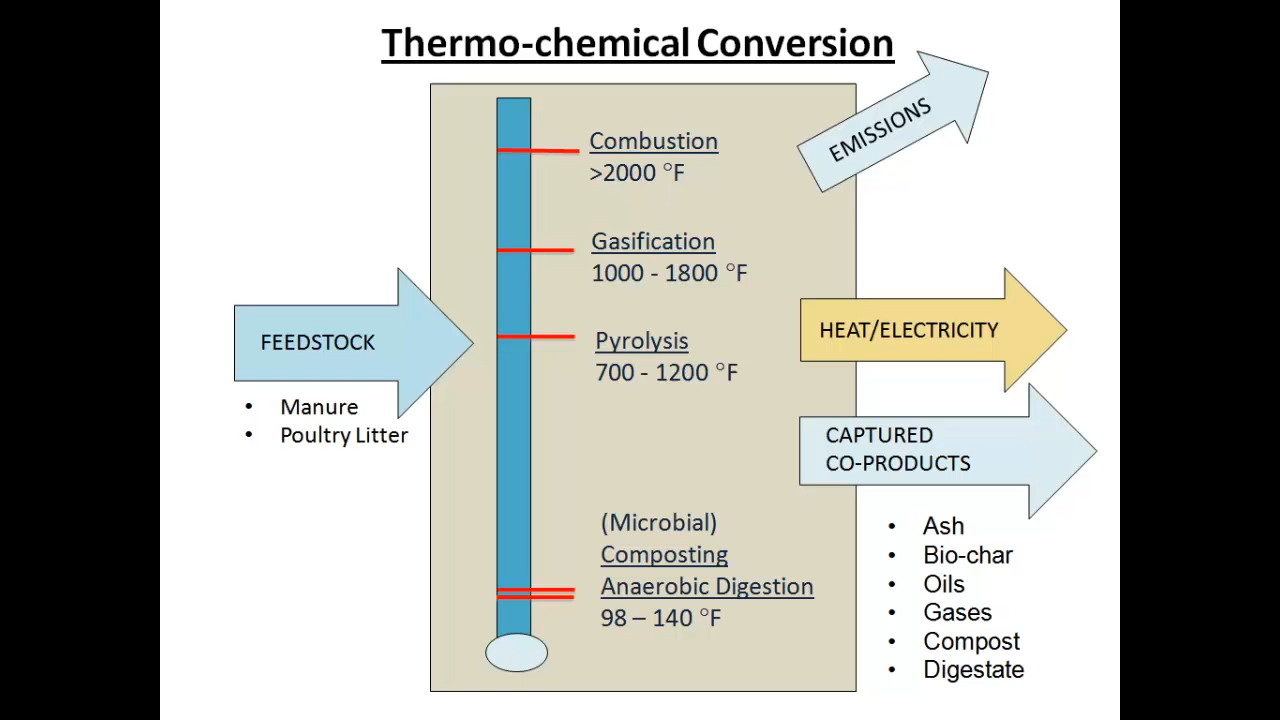 Thermo-chemical Conversion
EMISSIONS
Combustion
>2000 °F
Gasification
1000 - 1800 °F
Pyrolysis
700 - 1200 °F
FEEDSTOCK
• Manure
• Poultry Litter
HEAT/ELECTRICITY
CAPTURED
CO-PRODUCTS
(Microbial)
Composting
Anaerobic Digestion
98 – 140 °F
• Ash
• Bio-char
• Oils
• Gases
• Compost
• Digestate